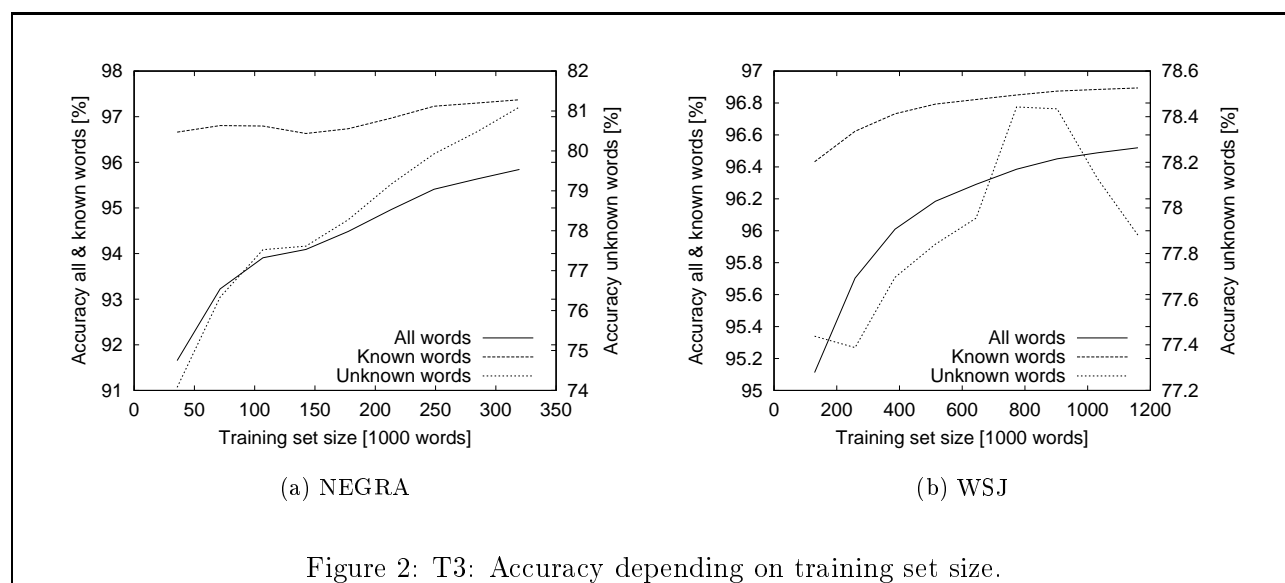 Accuracy all & known words [%]
98
97
96
95
94
93
92
91
82
81
80
79
78
77
76
75
74
Accuracy unknown words [%]
All words
Known words
Unknown words
0 50 100 150 200 250 300 350
Training set size [1000 words]
(a) NEGRA
Accuracy all & known words [%]
97
96.8
96.6
96.4
96.2
96
95.8
95.6
95.4
95.2
95
78.6
78.4
78.2
78
77.8
77.6
77.4
77.2
Accuracy unknown words [%]
All words
Known words
Unknown words
0 200 400 600 800 1000 1200
Training set size [1000 words]
(b) WSJ
Figure 2: T3: Accuracy depending on training set size.